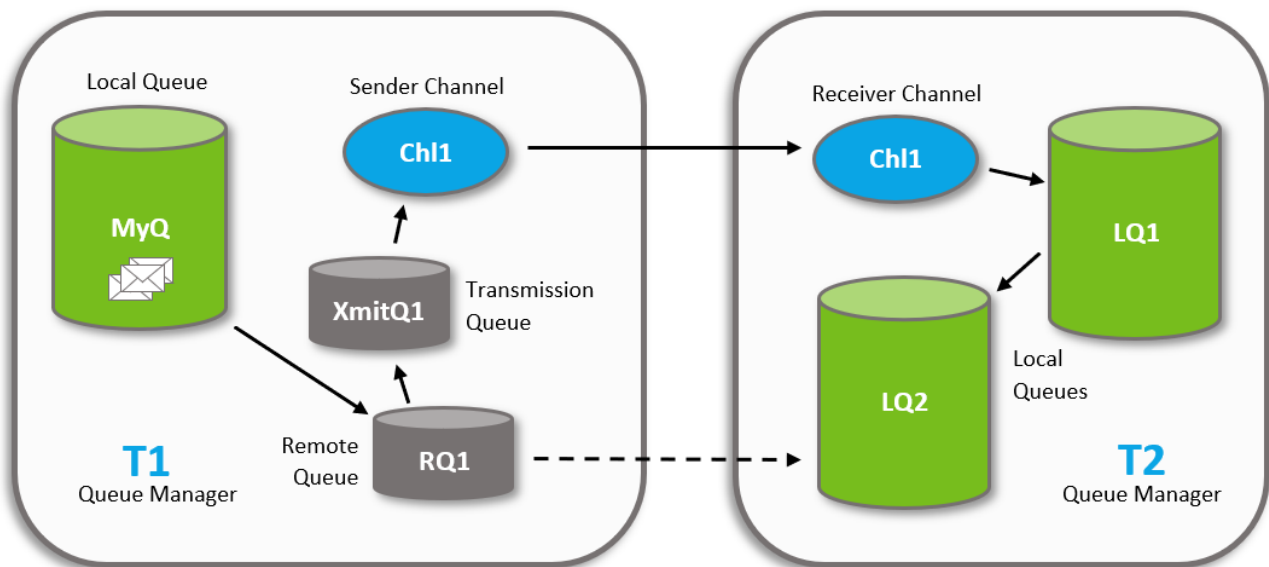 Local Queue
MyQ
Sender Channel
Chl1
XmitQ1
Transmission
Queue
Remote
Queue
RQ1
T1
Queue Manager
Receiver Channel
Chl1
LQ1
LQ2
Local
Queues
T2
Queue Manager